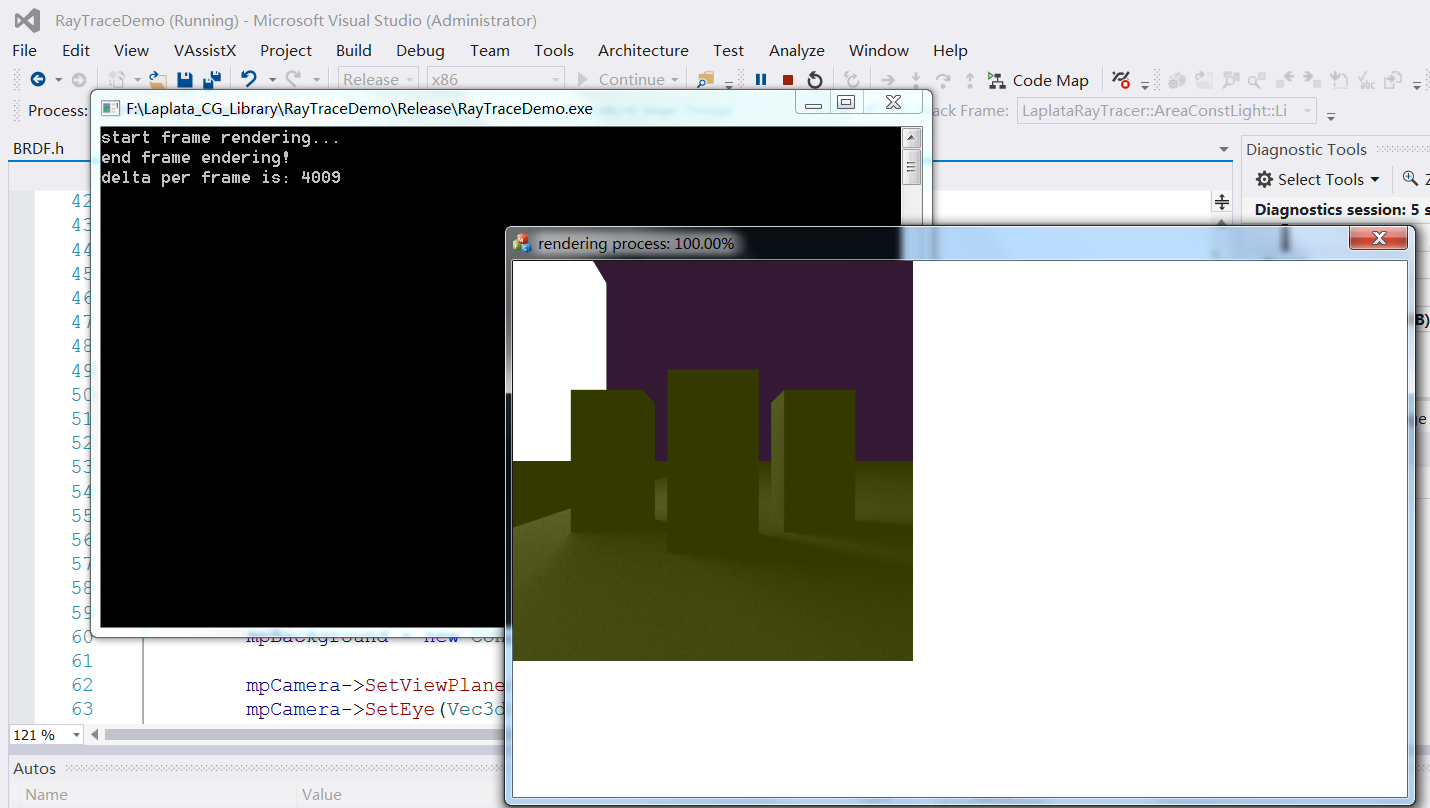 RayTraceDemo (Running) - Microsoft Visual Studio (Administrator)
File Edit View VAssistX Project Build Debug Team Tools Architecture Test Analyze Window Help
Release x86 Continue Code Map
Process: F:\Laplata_CG_Library\RayTraceDemo\Release\RayTraceDemo.exe ck Frame: LaplataRayTracer::AreaConstLight::Li
start frame rendering...
end frame endering!
delta per frame is: 4009
BRDF.h
Diagnostic Tools
Select Tools
Diagnostics session: 5 s
rendering process: 100.00%
42
43
44
45
46
47
48
49
50
51
52
53
54
55
56
57
58
59
60 mpBackground = new Con
61
62 mpCamera->SetViewPlane
63 mpCamera->SetEye(Vec3d
B)
ge
121 %
Autos
Name Value